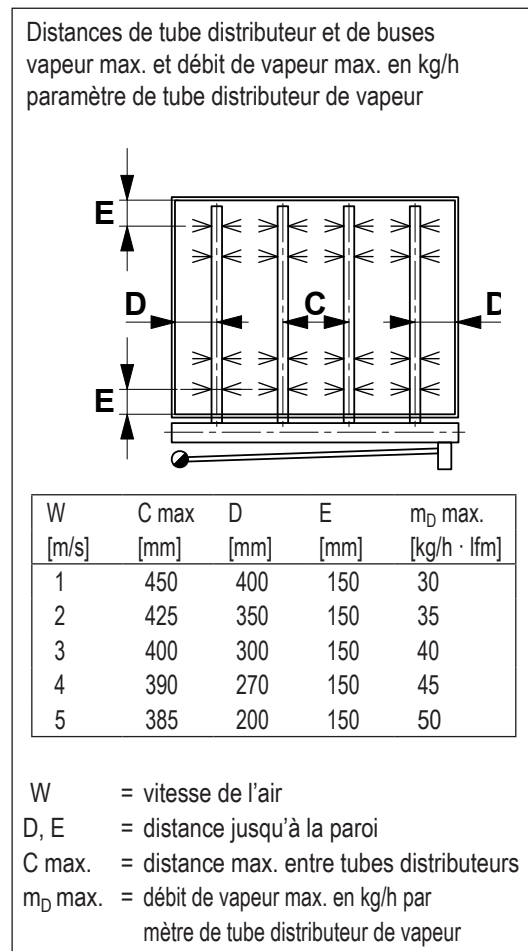 Distances de tube distributeur et de buses
vapeur max. et débit de vapeur max. en kg/h
paramètre de tube distributeur de vapeur
E
D C D
E
W C max D E mD max.
[m/s] [mm] [mm] [mm] [kg/h · lfm]
1 450 400 150 30
2 425 350 150 35
3 400 300 150 40
4 390 270 150 45
5 385 200 150 50
W = vitesse de l'air
D, E = distance jusqu'à la paroi
C max. = distance max. entre tubes distributeurs
mD max. = débit de vapeur max. en kg/h par
mètre de tube distributeur de vapeur